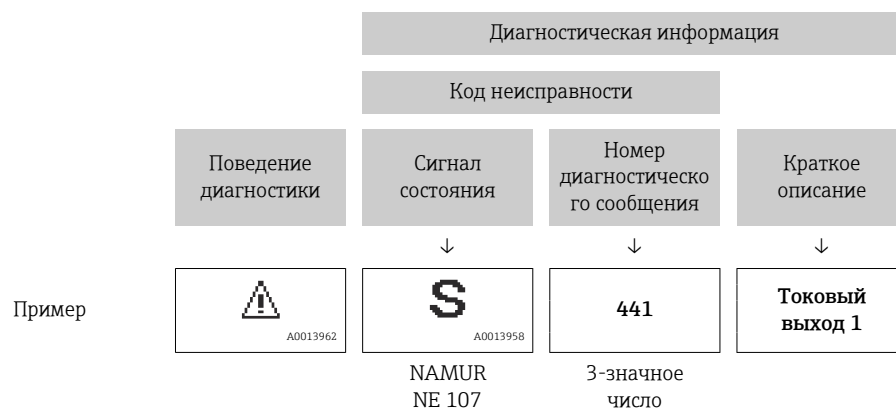 Диагностическая информация
Код неисправности
Поведение
диагностики
Сигнал
состояния
Номер
диагностическо
го сообщения
Краткое
описание
↓ ↓ ↓
Пример
A0013962
S
A0013958
441
Токовый
выход 1
NAMUR
NE 107
3-значное
число